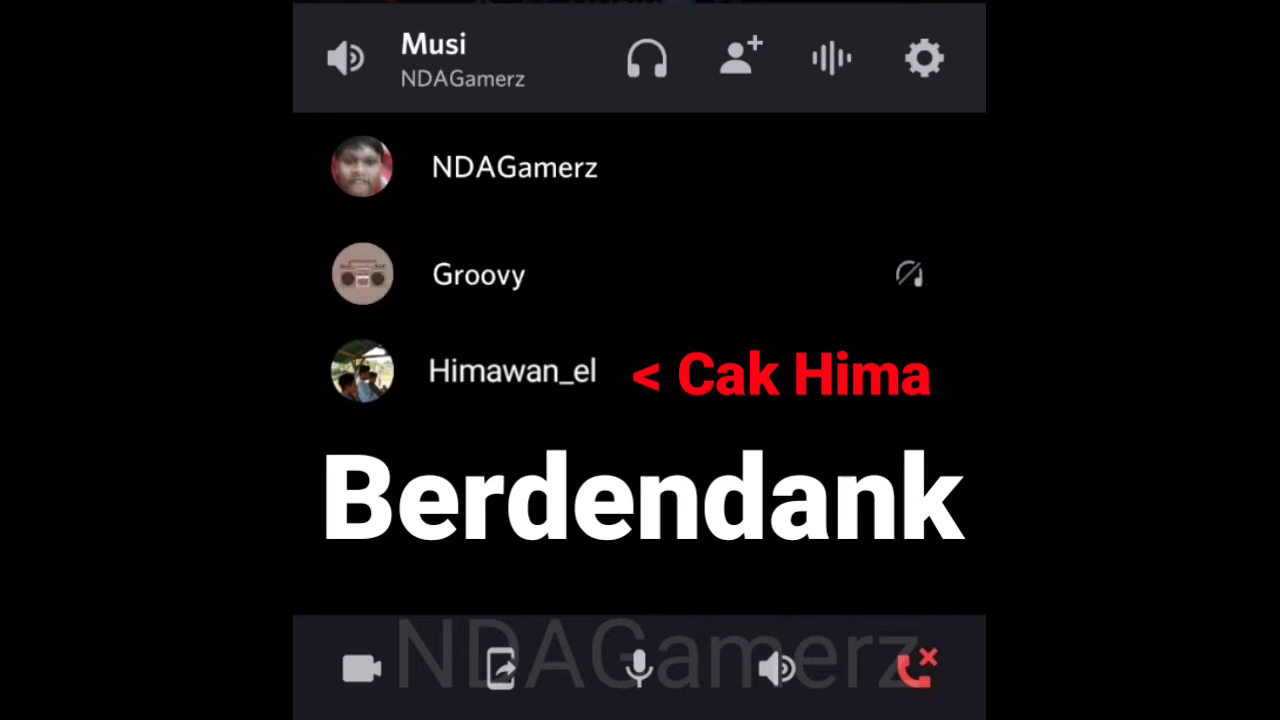 Musi
NDAGamerz
NDAGamerz
Groovy
Himawan_el < Cak Hima
Berdendank
NDAGamerz